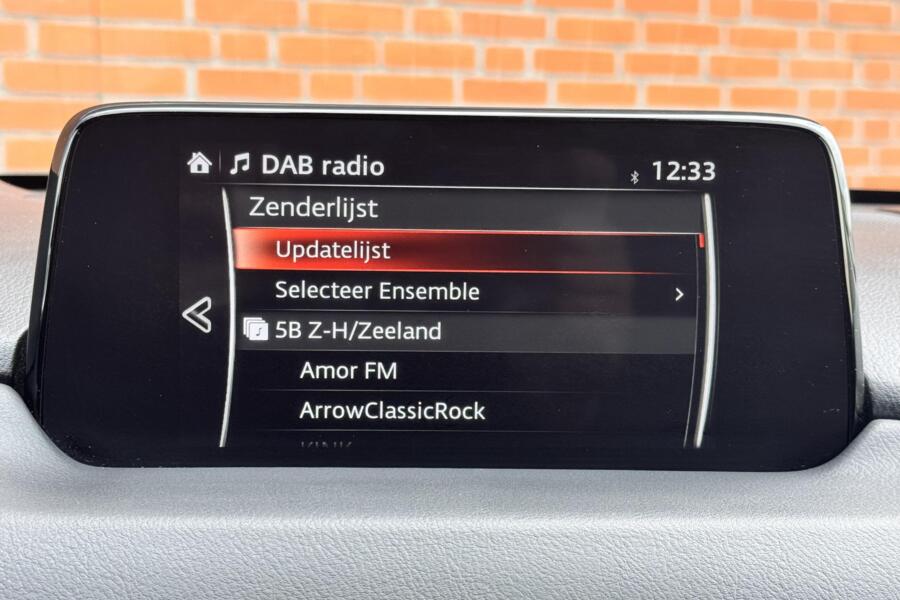 DAB radio
12:33
Zenderlijst
Updatelijst
Selecteer Ensemble
5B Z-H/Zeeland
Amor FM
ArrowClassicRock